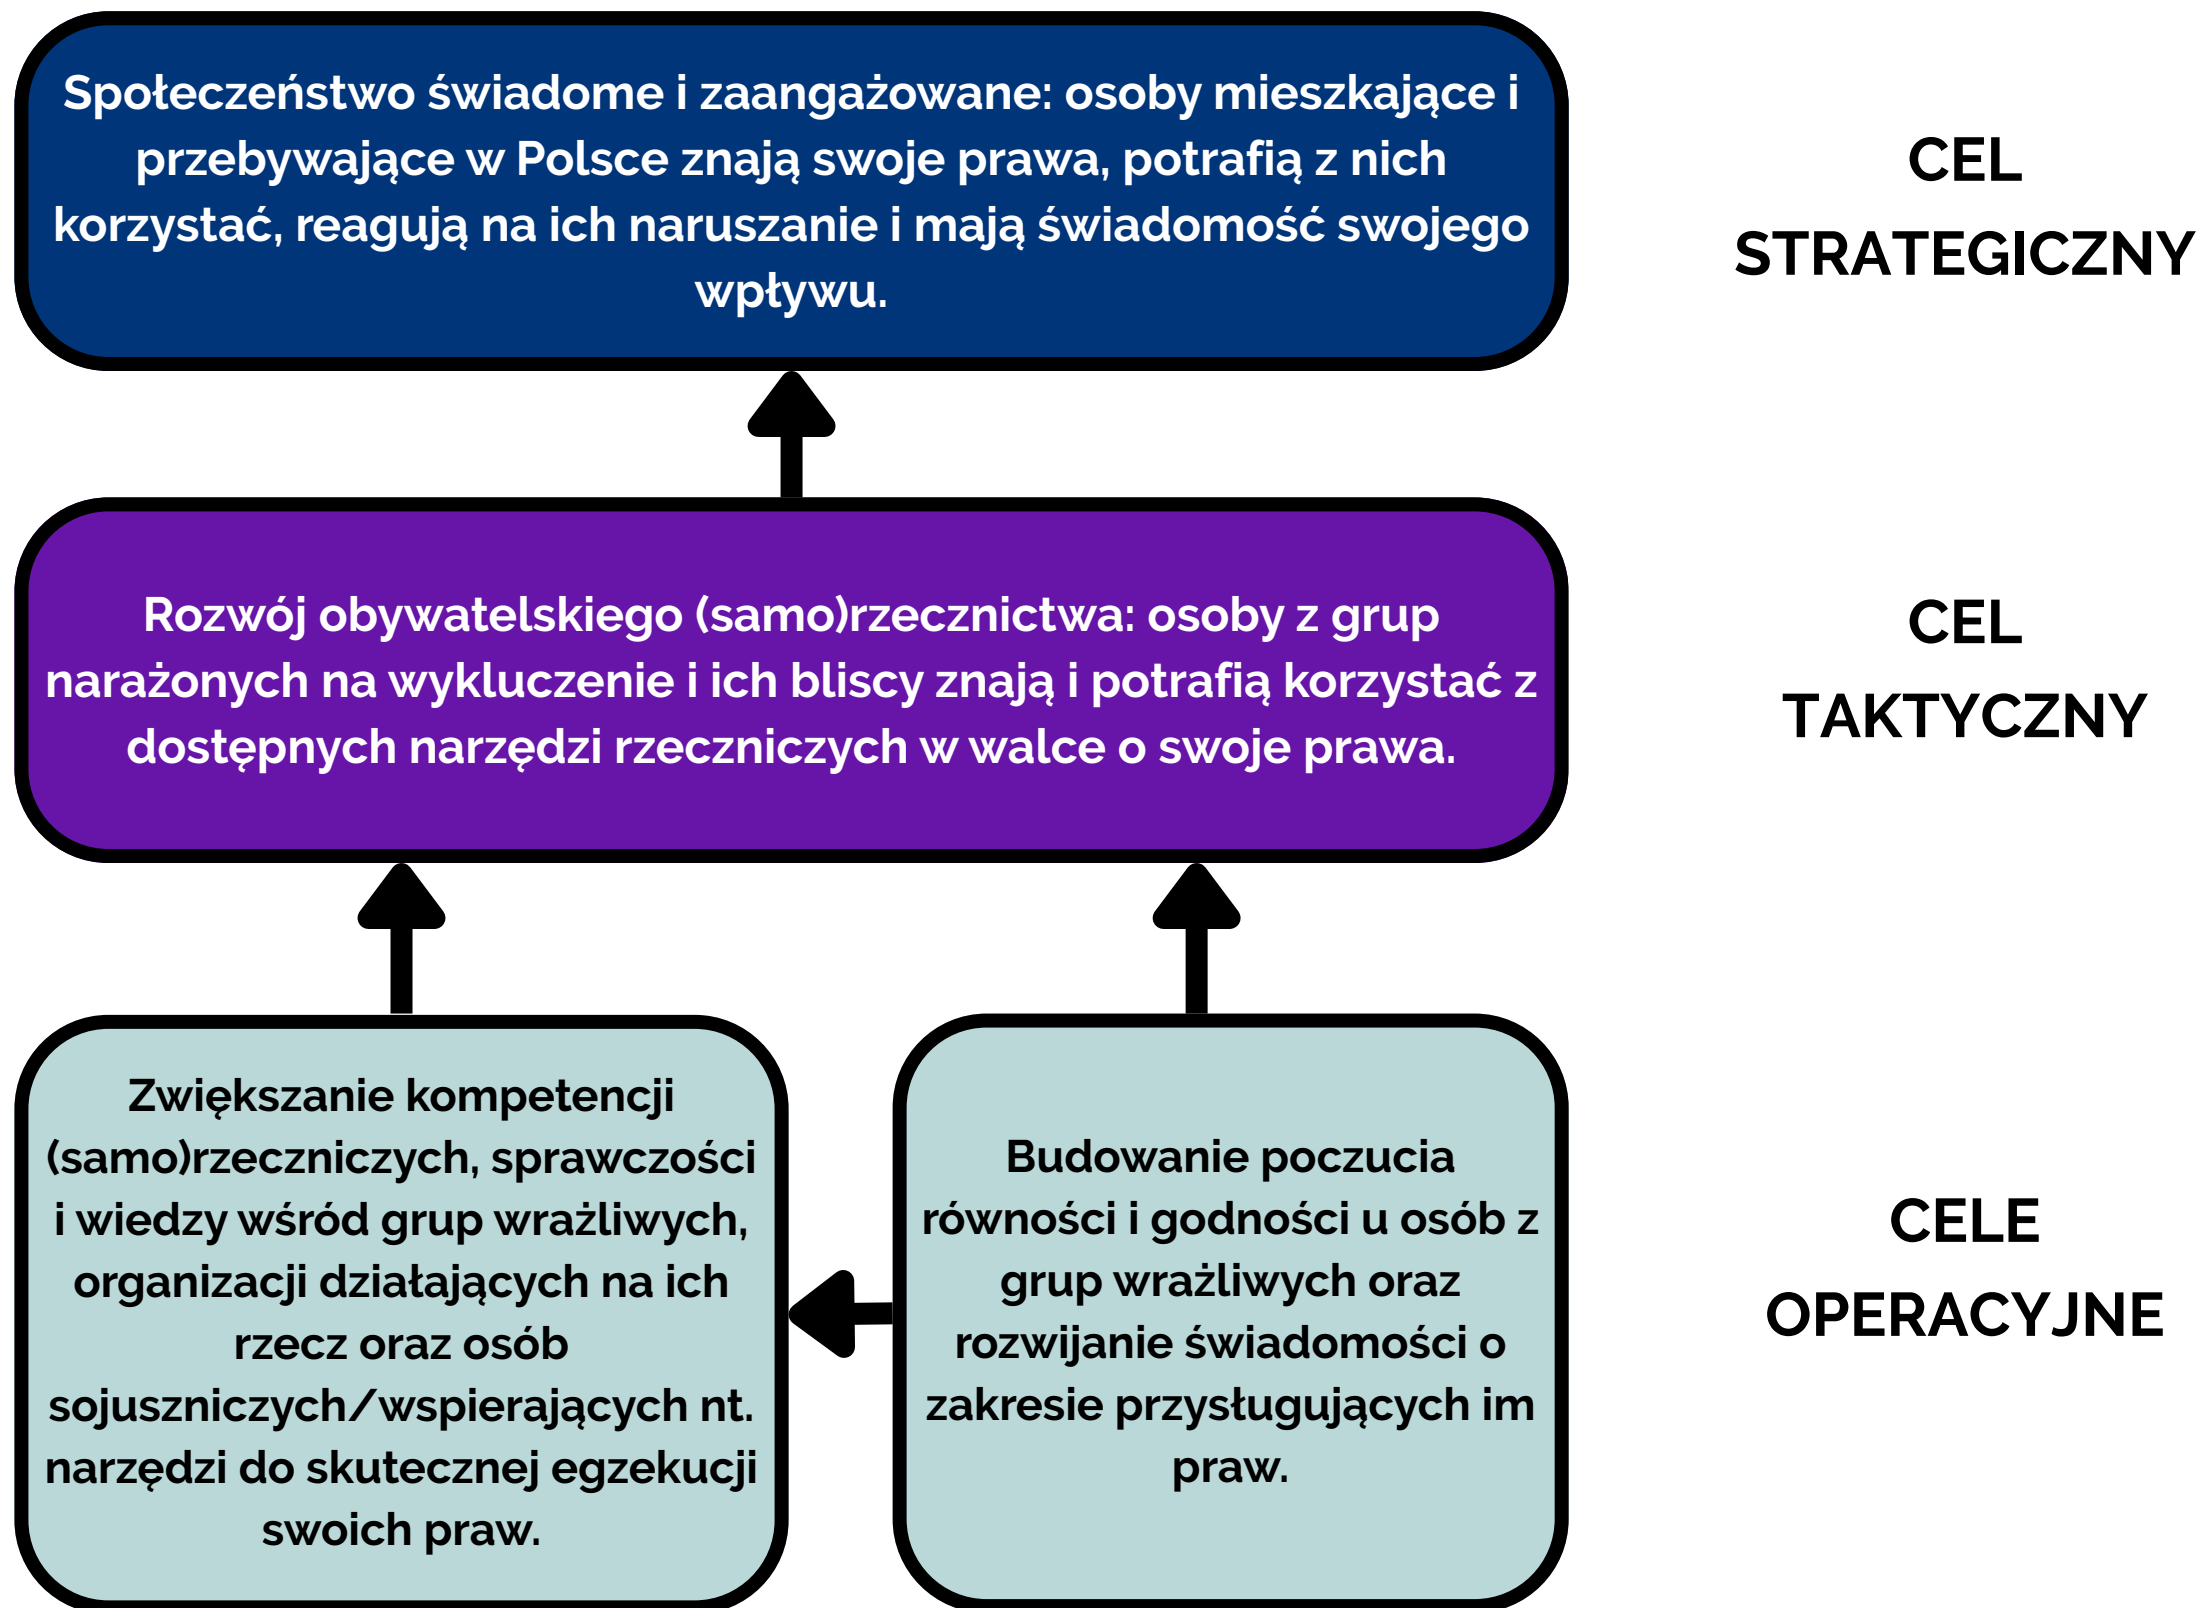 Społeczeństwo świadome i zaangażowane: osoby mieszkające i
przebywające w Polsce znają swoje prawa, potrafią z nich
korzystać, reagują na ich naruszanie i mają świadomość swojego
wpływu.
CEL
STRATEGICZNY
Rozwój obywatelskiego (samo)rzecznictwa: osoby z grup
narażonych na wykluczenie i ich bliscy znają i potrafią korzystać z
dostępnych narzędzi rzeczniczych w walce o swoje prawa.
CEL
TAKTYCZNY
Zwiększanie kompetencji
(samo)rzeczniczych, sprawczości
i wiedzy wśród grup wrażliwych,
organizacji działających na ich
rzecz oraz osób
sojuszniczych/wspierających nt.
narzędzi do skutecznej egzekucji
swoich praw.
Budowanie poczucia
równości i godności u osób z
grup wrażliwych oraz
rozwijanie świadomości o
zakresie przysługujących im
praw.
CELE
OPERACYJNE